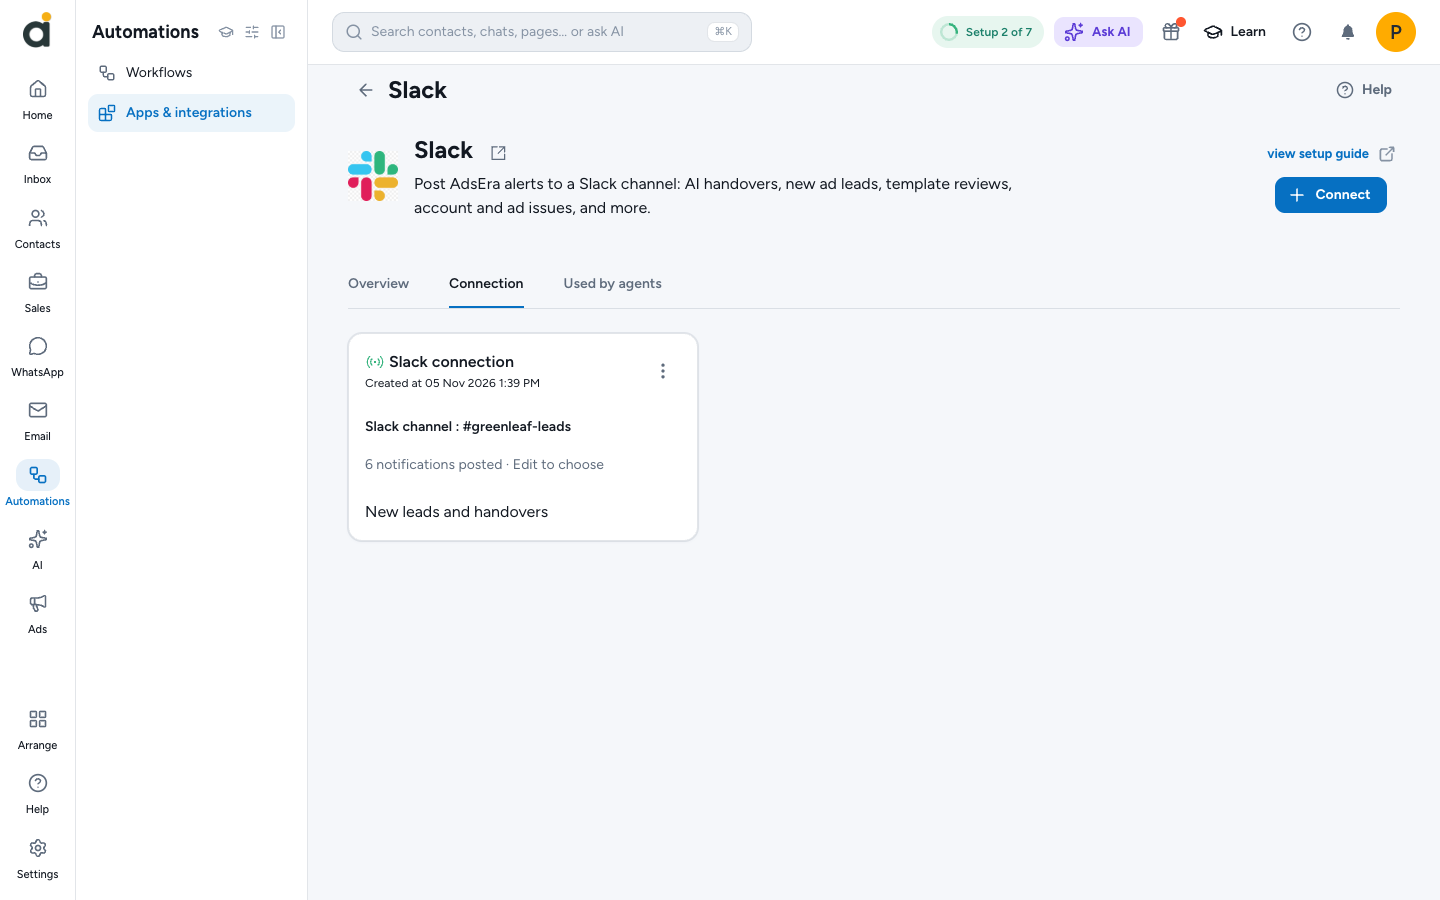 Automations
Search contacts, chats, pages... or ask AI
⌘K
Setup 2 of 7
Ask AI
Learn
P
Home
Inbox
Contacts
Sales
WhatsApp
Email
Automations
AI
Ads
Arrange
Help
Settings
Workflows
Apps & integrations
Slack
Help
Slack
view setup guide
Post AdsEra alerts to a Slack channel: AI handovers, new ad leads, template reviews,
account and ad issues, and more.
Connect
Overview
Connection
Used by agents
Slack connection
Created at 05 Nov 2026 1:39 PM
Slack channel : #greenleaf-leads
6 notifications posted · Edit to choose
New leads and handovers